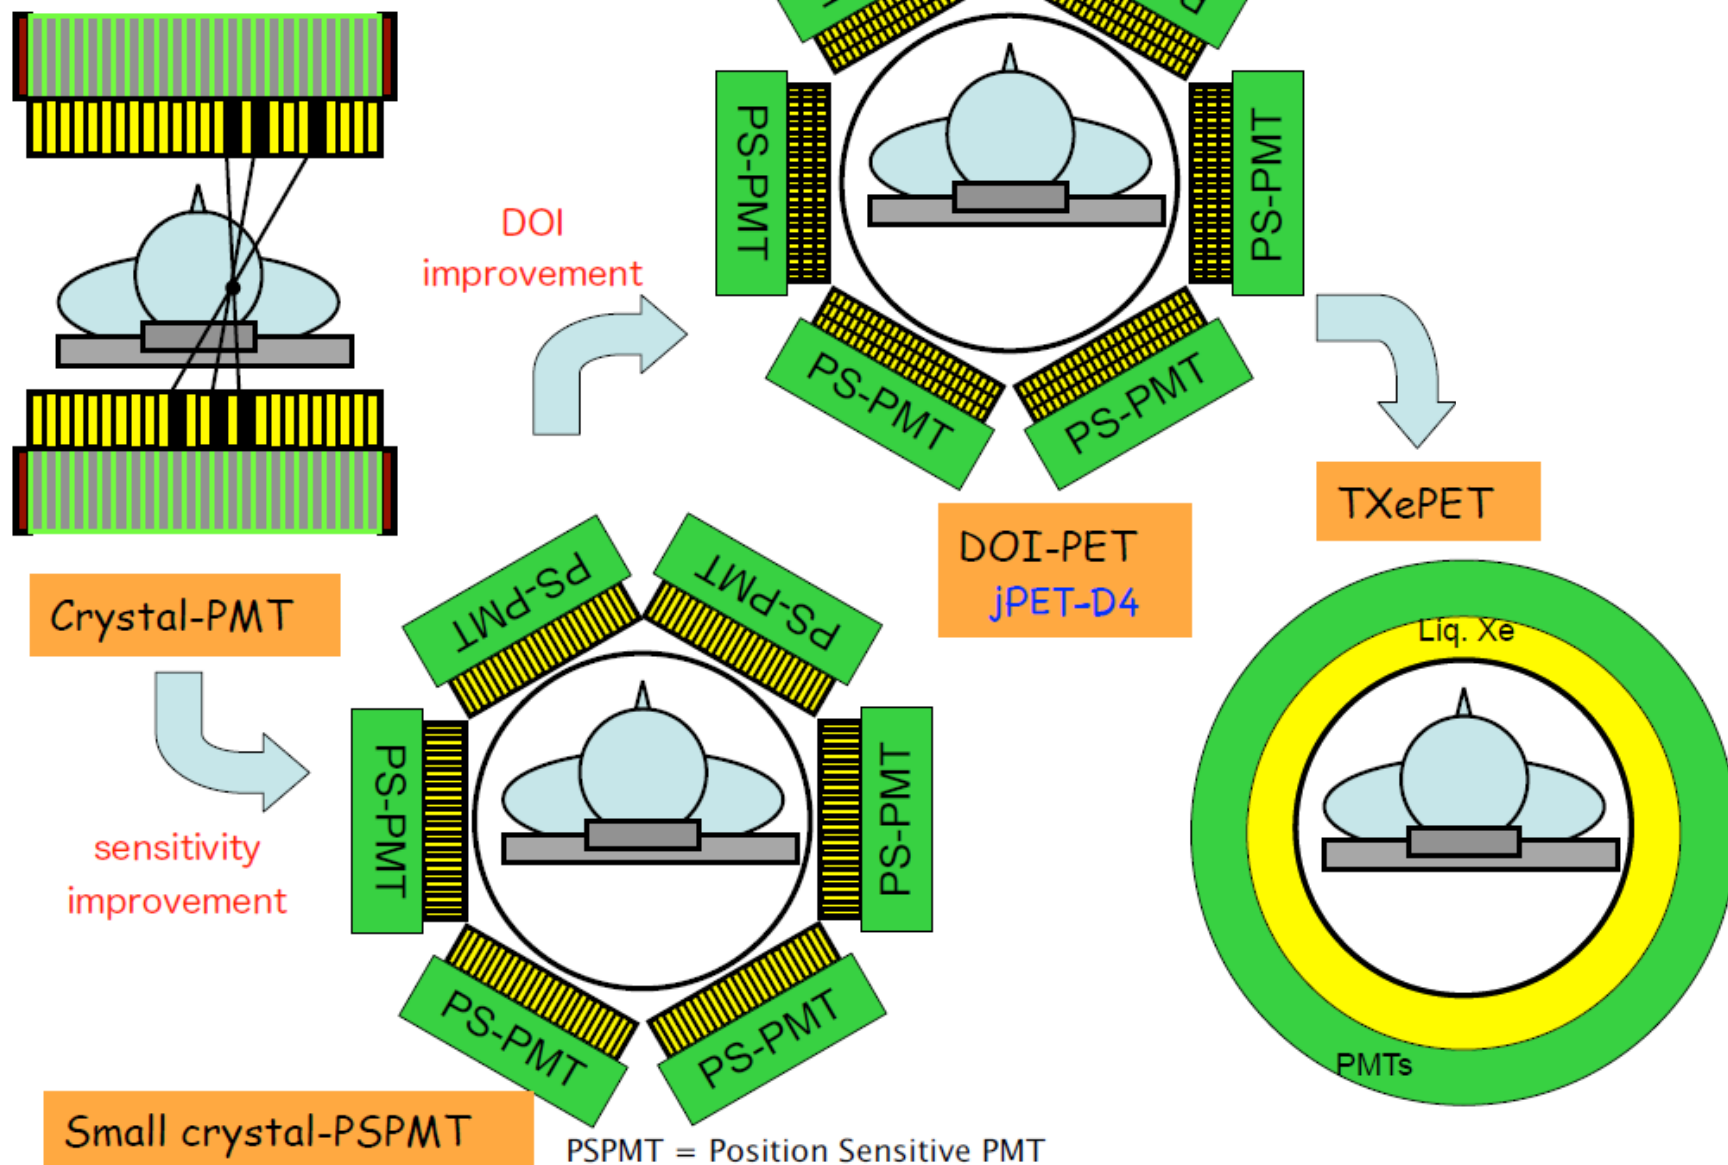 DOI
improvement
PS-PMT
PS-PMT
PS-PMT
PS-PMT
TXePET
DOI-PET
jPET-D4
Crystal-PMT
sensitivity
improvement
PS-PMT
PS-PMT
PS-PMT
PS-PMT
PS-PMT
PS-PMT
Liq. Xe
PMTs
Small crystal-PSPMT
PSPMT = Position Sensitive PMT